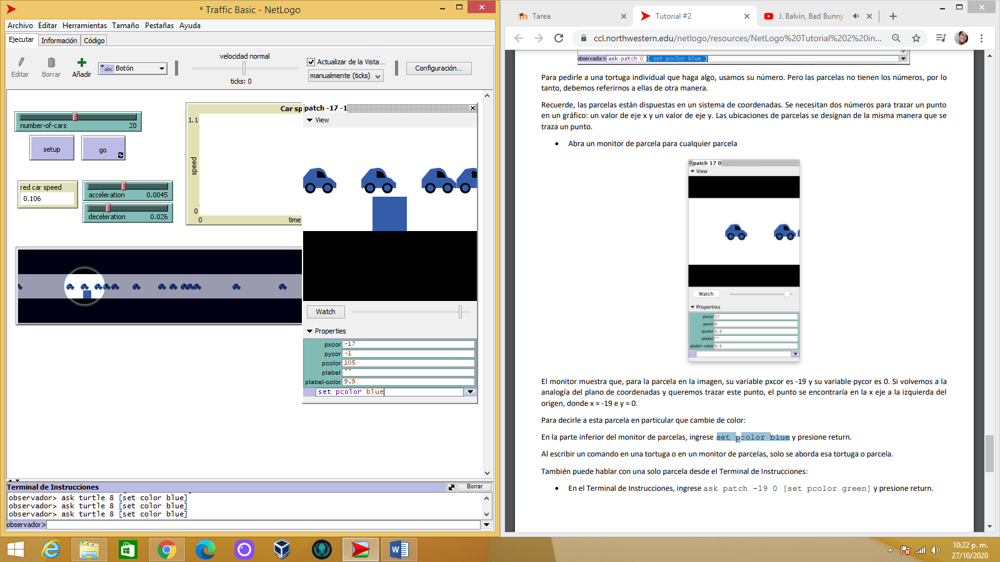 * Traffic Basic - NetLogo
Archivo Editar Herramientas Tamaño Pestañas Ayuda
Ejecutar Información Código
Editar Borrar Añadir
abc Botón
velocidad normal
ticks: 0
Actualizar de la Vista...
manualmente (ticks)
Configuración...
number-of-cars 20
setup
go
red car speed
0.106
acceleration 0.0045
deceleration 0.026
Car sp
1.1
speed
0
0
time
patch -17 -1
View
Watch
Properties
pxcor -17
pycor -1
pcolor 105
plabel ""
plabel-color 9.9
set pcolor blue
Terminal de Instrucciones
Borrar
observador> ask turtle 8 [set color blue]
observador> ask turtle 8 [set color blue]
observador> ask turtle 8 [set color blue]
observador>
Tarea
Tutorial #2
J. Balvin, Bad Bunny
ccl.northwestern.edu/netlogo/resources/NetLogo%20Tutorial%202%20in...
observador> ask patch 0 [ set pcolor blue ]
Para pedirle a una tortuga individual que haga algo, usamos su número. Pero las parcelas no tienen los números, por lo
tanto, debemos referirnos a ellas de otra manera.
Recuerde, las parcelas están dispuestas en un sistema de coordenadas. Se necesitan dos números para trazar un punto
en un gráfico: un valor de eje x y un valor de eje y. Las ubicaciones de parcelas se designan de la misma manera que se
traza un punto.
• Abra un monitor de parcela para cualquier parcela
patch 17 0
View
Watch
Properties
pxcor 17
pycor 0
pcolor 9.9
plabel ""
plabel-color 9.9
El monitor muestra que, para la parcela en la imagen, su variable pxcor es -19 y su variable pycor es 0. Si volvemos a la
analogía del plano de coordenadas y queremos trazar este punto, el punto se encontraría en la x eje a la izquierda del
origen, donde x = -19 e y = 0.
Para decirle a esta parcela en particular que cambie de color:
En la parte inferior del monitor de parcelas, ingrese set pcolor blue y presione return.
Al escribir un comando en una tortuga o en un monitor de parcelas, solo se aborda esa tortuga o parcela.
También puede hablar con una solo parcela desde el Terminal de Instrucciones:
• En el Terminal de Instrucciones, ingrese ask patch -19 0 [set pcolor green] y presione return.
10:22 p. m.
27/10/2020